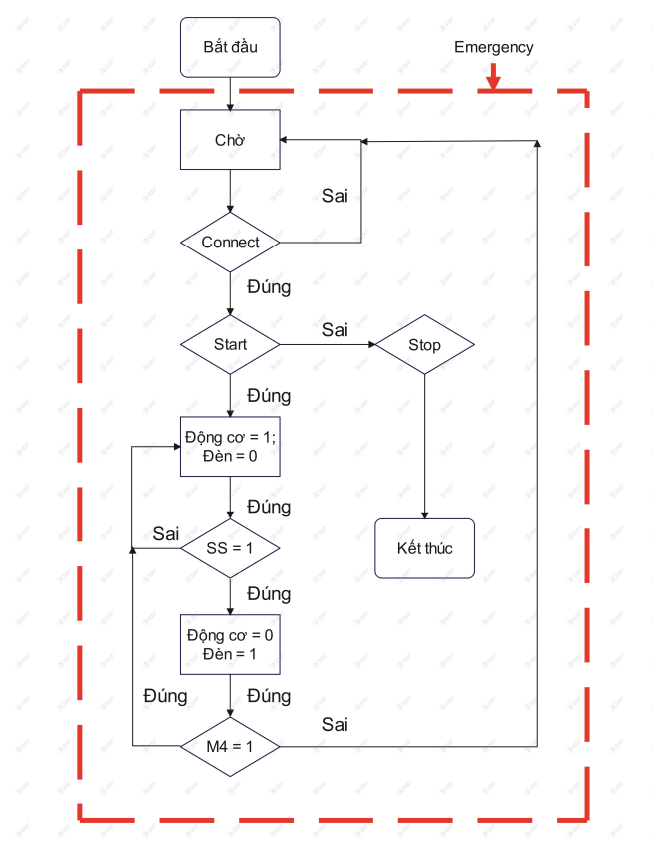 Bắt đầu
Emergency
Chờ
Sai
Connect
Đúng
Start
Sai
Stop
Đúng
Động cơ = 1;
Đèn = 0
Đúng
Sai
SS = 1
Kết thúc
Đúng
Động cơ = 0
Đèn = 1
Đúng
Đúng
Sai
M4 = 1